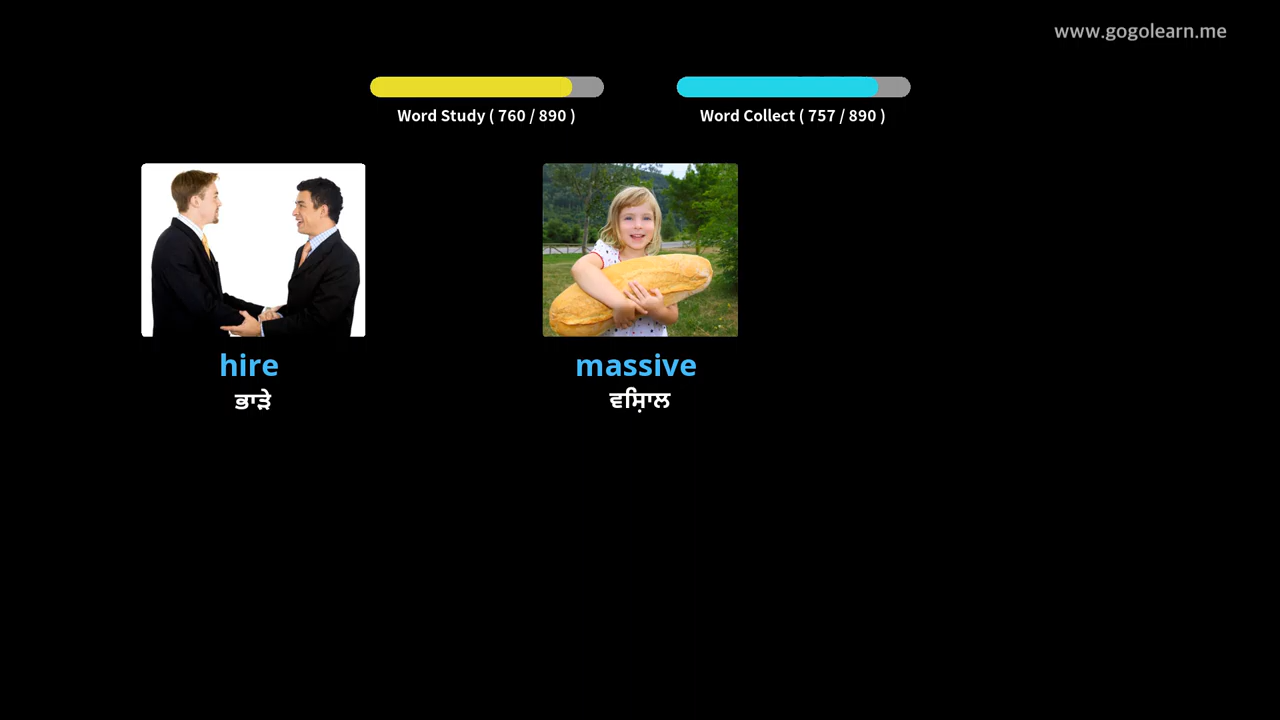 www.gogolearn.me
Word Study ( 760 / 890 )
Word Collect ( 757 / 890 )
hire
ਭਾੜੇ
massive
ਵਿਸ਼ਾਲ